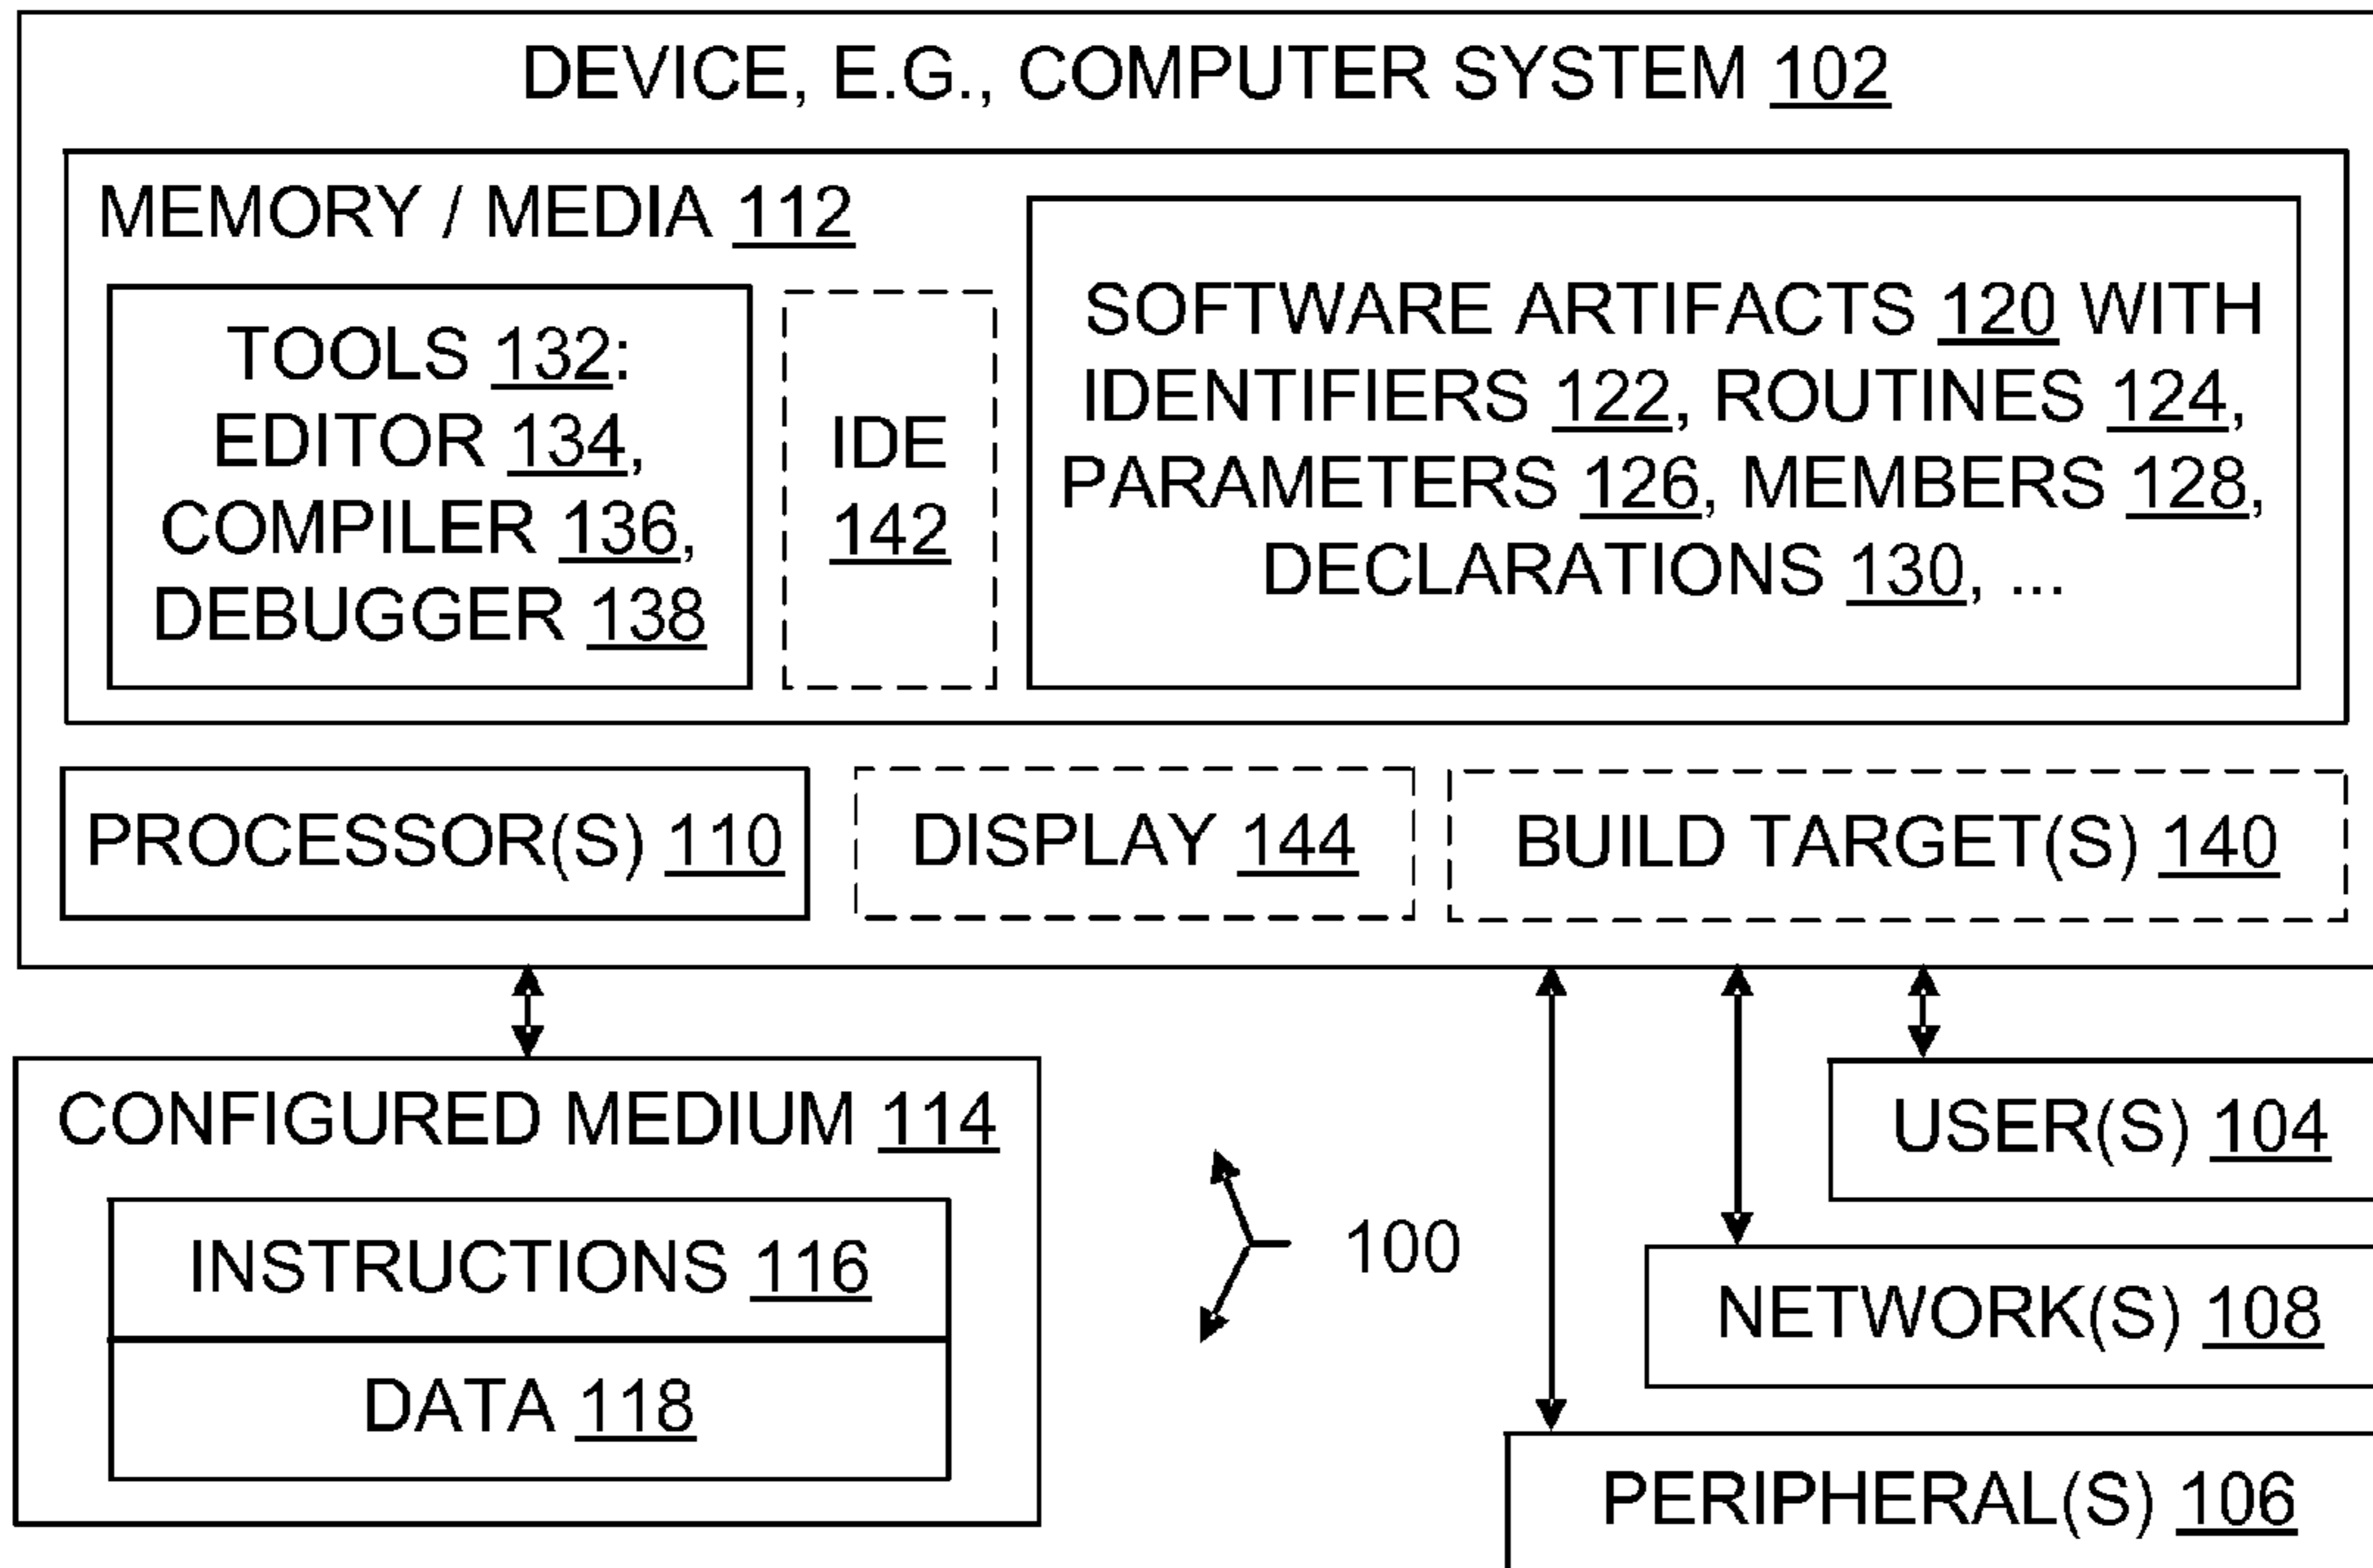 DEVICE, E.G., COMPUTER SYSTEM 102
MEMORY / MEDIA 112
TOOLS 132:
EDITOR 134,
COMPILER 136,
DEBUGGER 138
IDE
142
SOFTWARE ARTIFACTS 120 WITH
IDENTIFIERS 122, ROUTINES 124,
PARAMETERS 126, MEMBERS 128,
DECLARATIONS 130, ...
PROCESSOR(S) 110
DISPLAY 144
BUILD TARGET(S) 140
CONFIGURED MEDIUM 114
INSTRUCTIONS 116
DATA 118
100
USER(S) 104
NETWORK(S) 108
PERIPHERAL(S) 106